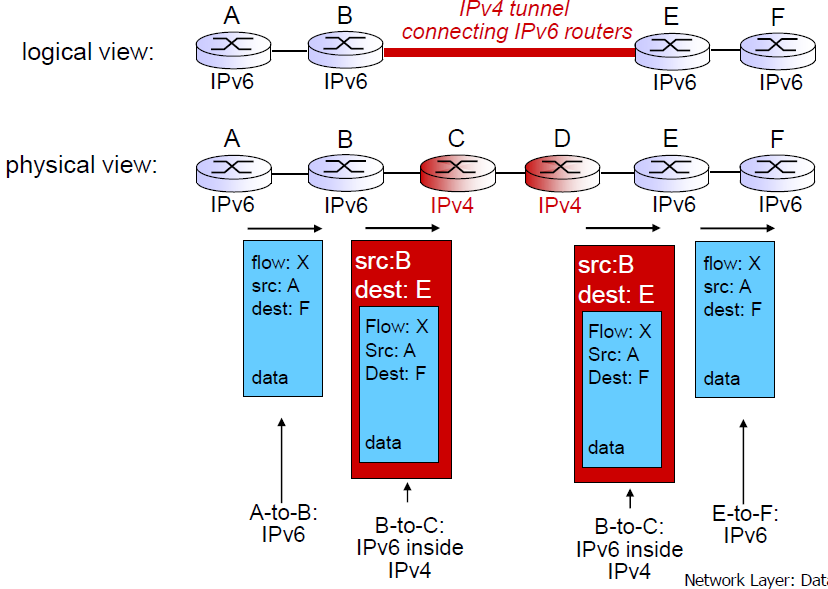 IPv4 tunnel
connecting IPv6 routers
A B E F
logical view:
IPv6 IPv6 IPv6 IPv6
A B C D E F
physical view:
IPv6 IPv6 IPv4 IPv4 IPv6 IPv6
flow: X
src: A
dest: F
data
src:B
dest: E
Flow: X
Src: A
Dest: F
data
src:B
dest: E
Flow: X
Src: A
Dest: F
data
flow: X
src: A
dest: F
data
A-to-B:
IPv6
B-to-C:
IPv6 inside
IPv4
B-to-C:
IPv6 inside
IPv4
E-to-F:
IPv6
Network Layer: Data